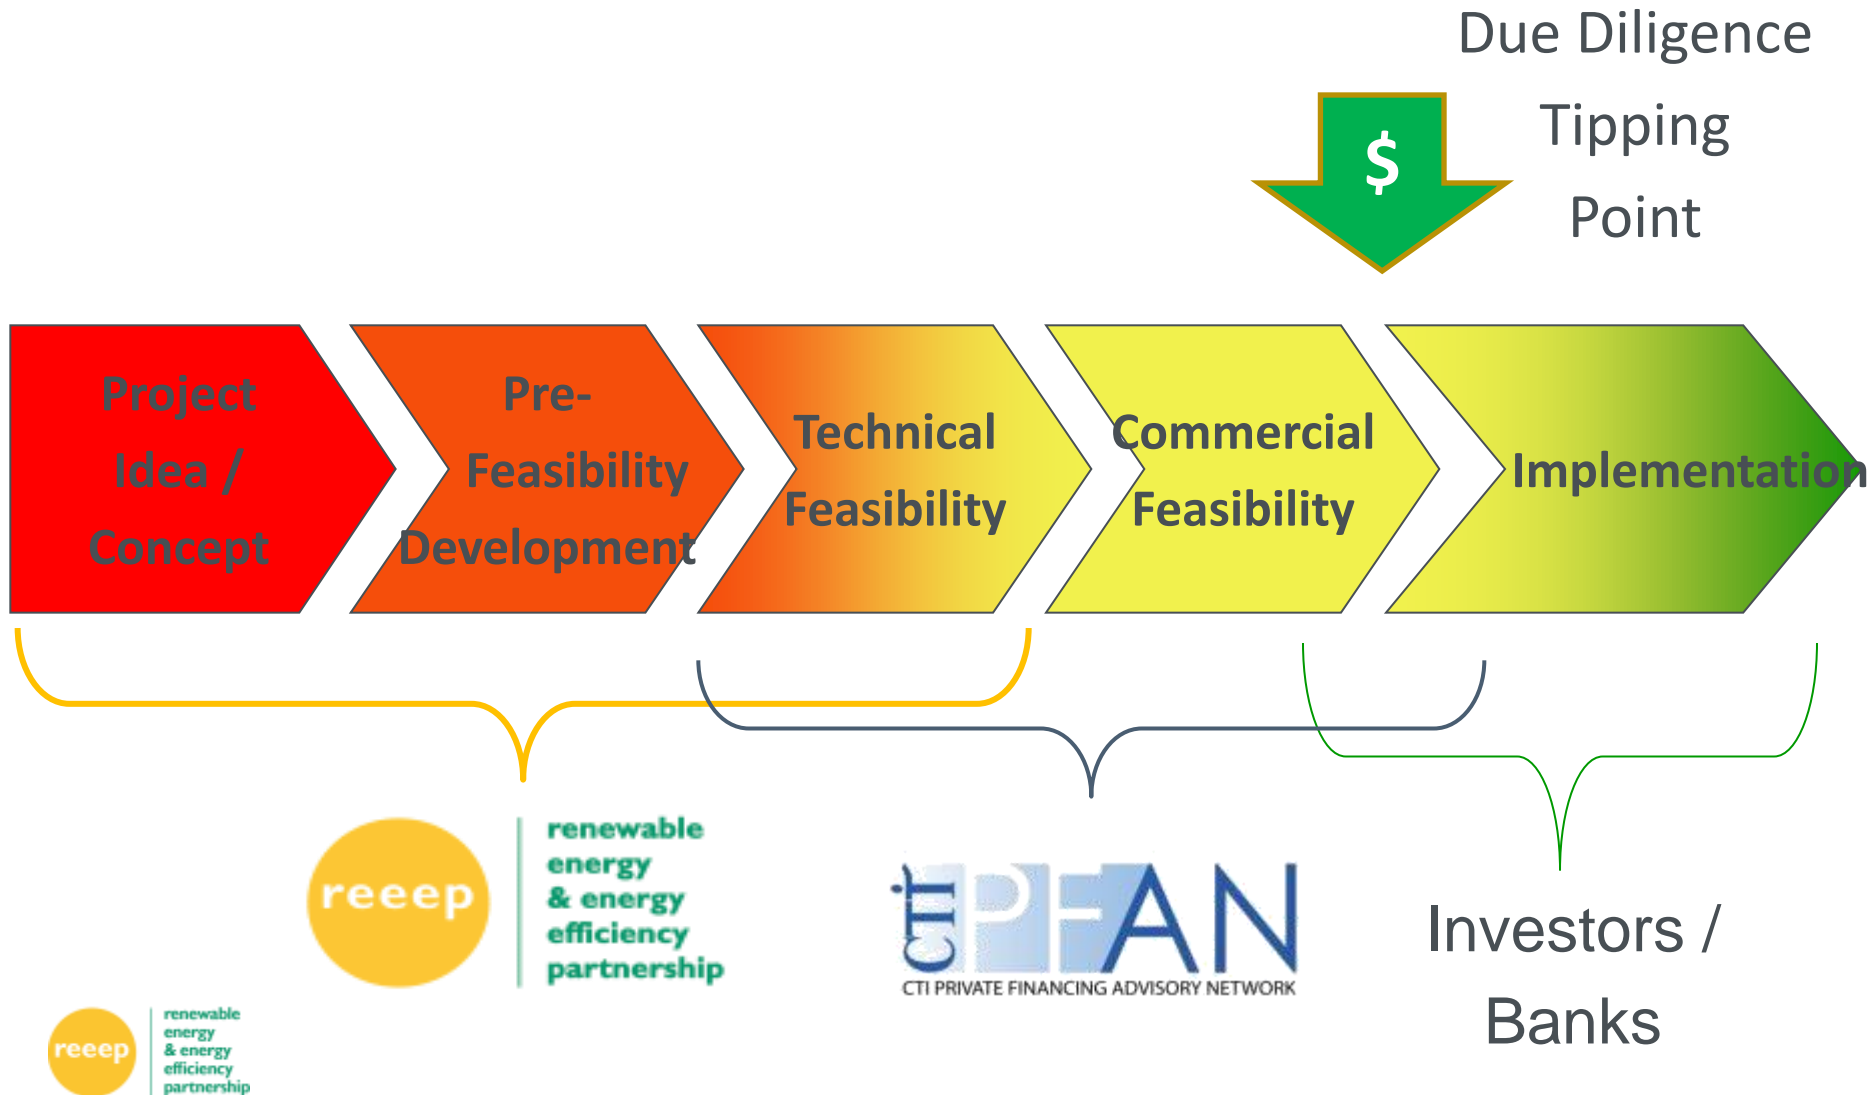 Due Diligence
Tipping
Point
$
Project
Idea /
Concept
Pre-
Feasibility
Development
Technical
Feasibility
Commercial
Feasibility
Implementation
reeep
renewable
energy
& energy
efficiency
partnership
CTI PFAN
CTI PRIVATE FINANCING ADVISORY NETWORK
Investors /
Banks
reeep
renewable
energy
& energy
efficiency
partnership